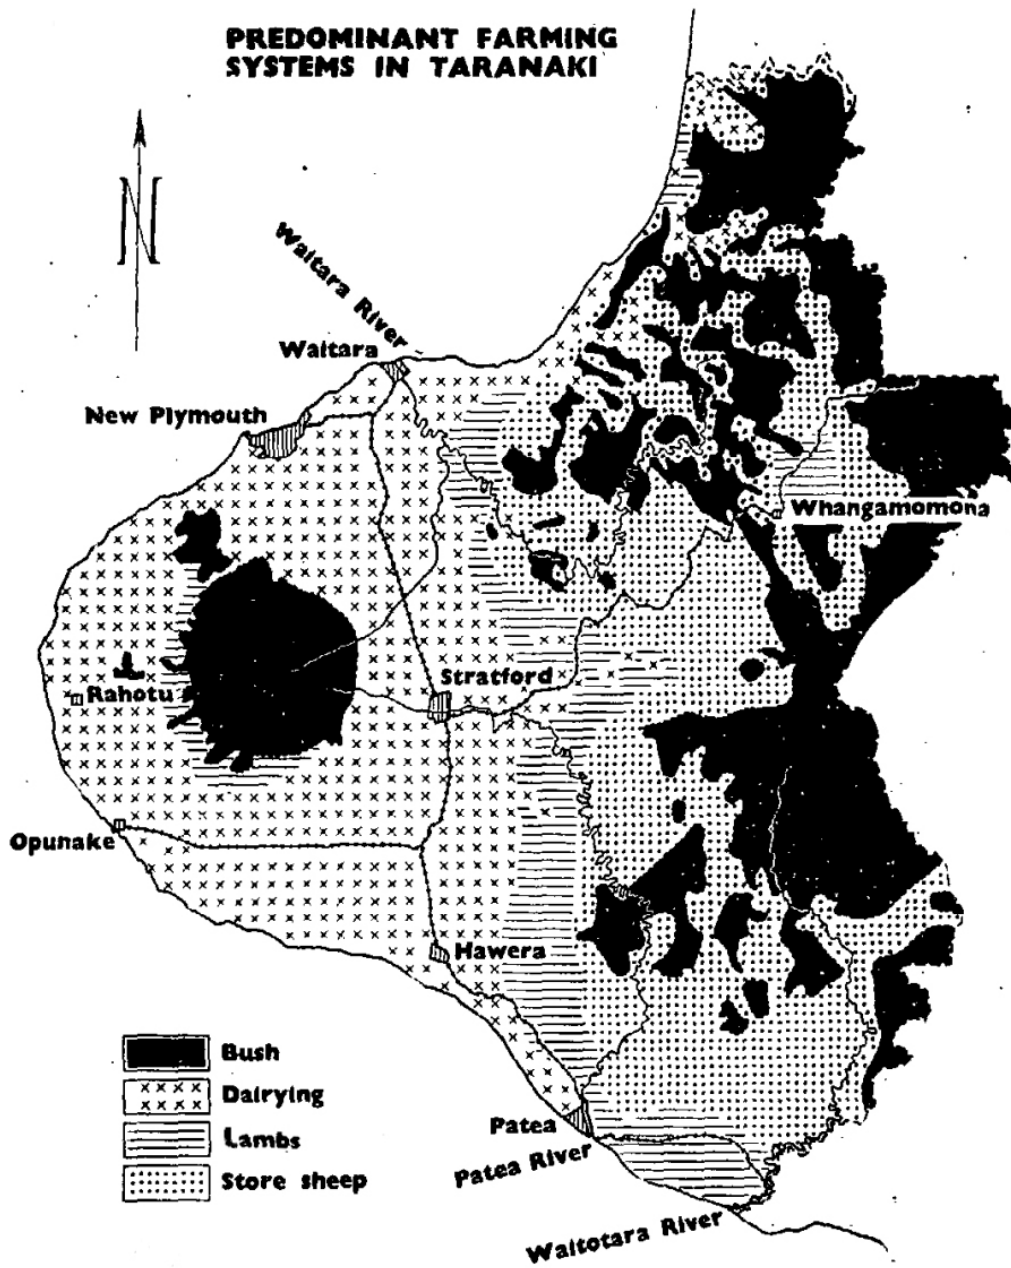 PREDOMINANT FARMING
SYSTEMS IN TARANAKI
N
Waitara River
Waitara
New Plymouth
Whangamomona
Stratford
Rahotu
Opunake
Hawera
Bush
Dairying
Lambs
Store sheep
Patea
Patea River
Waitotara River